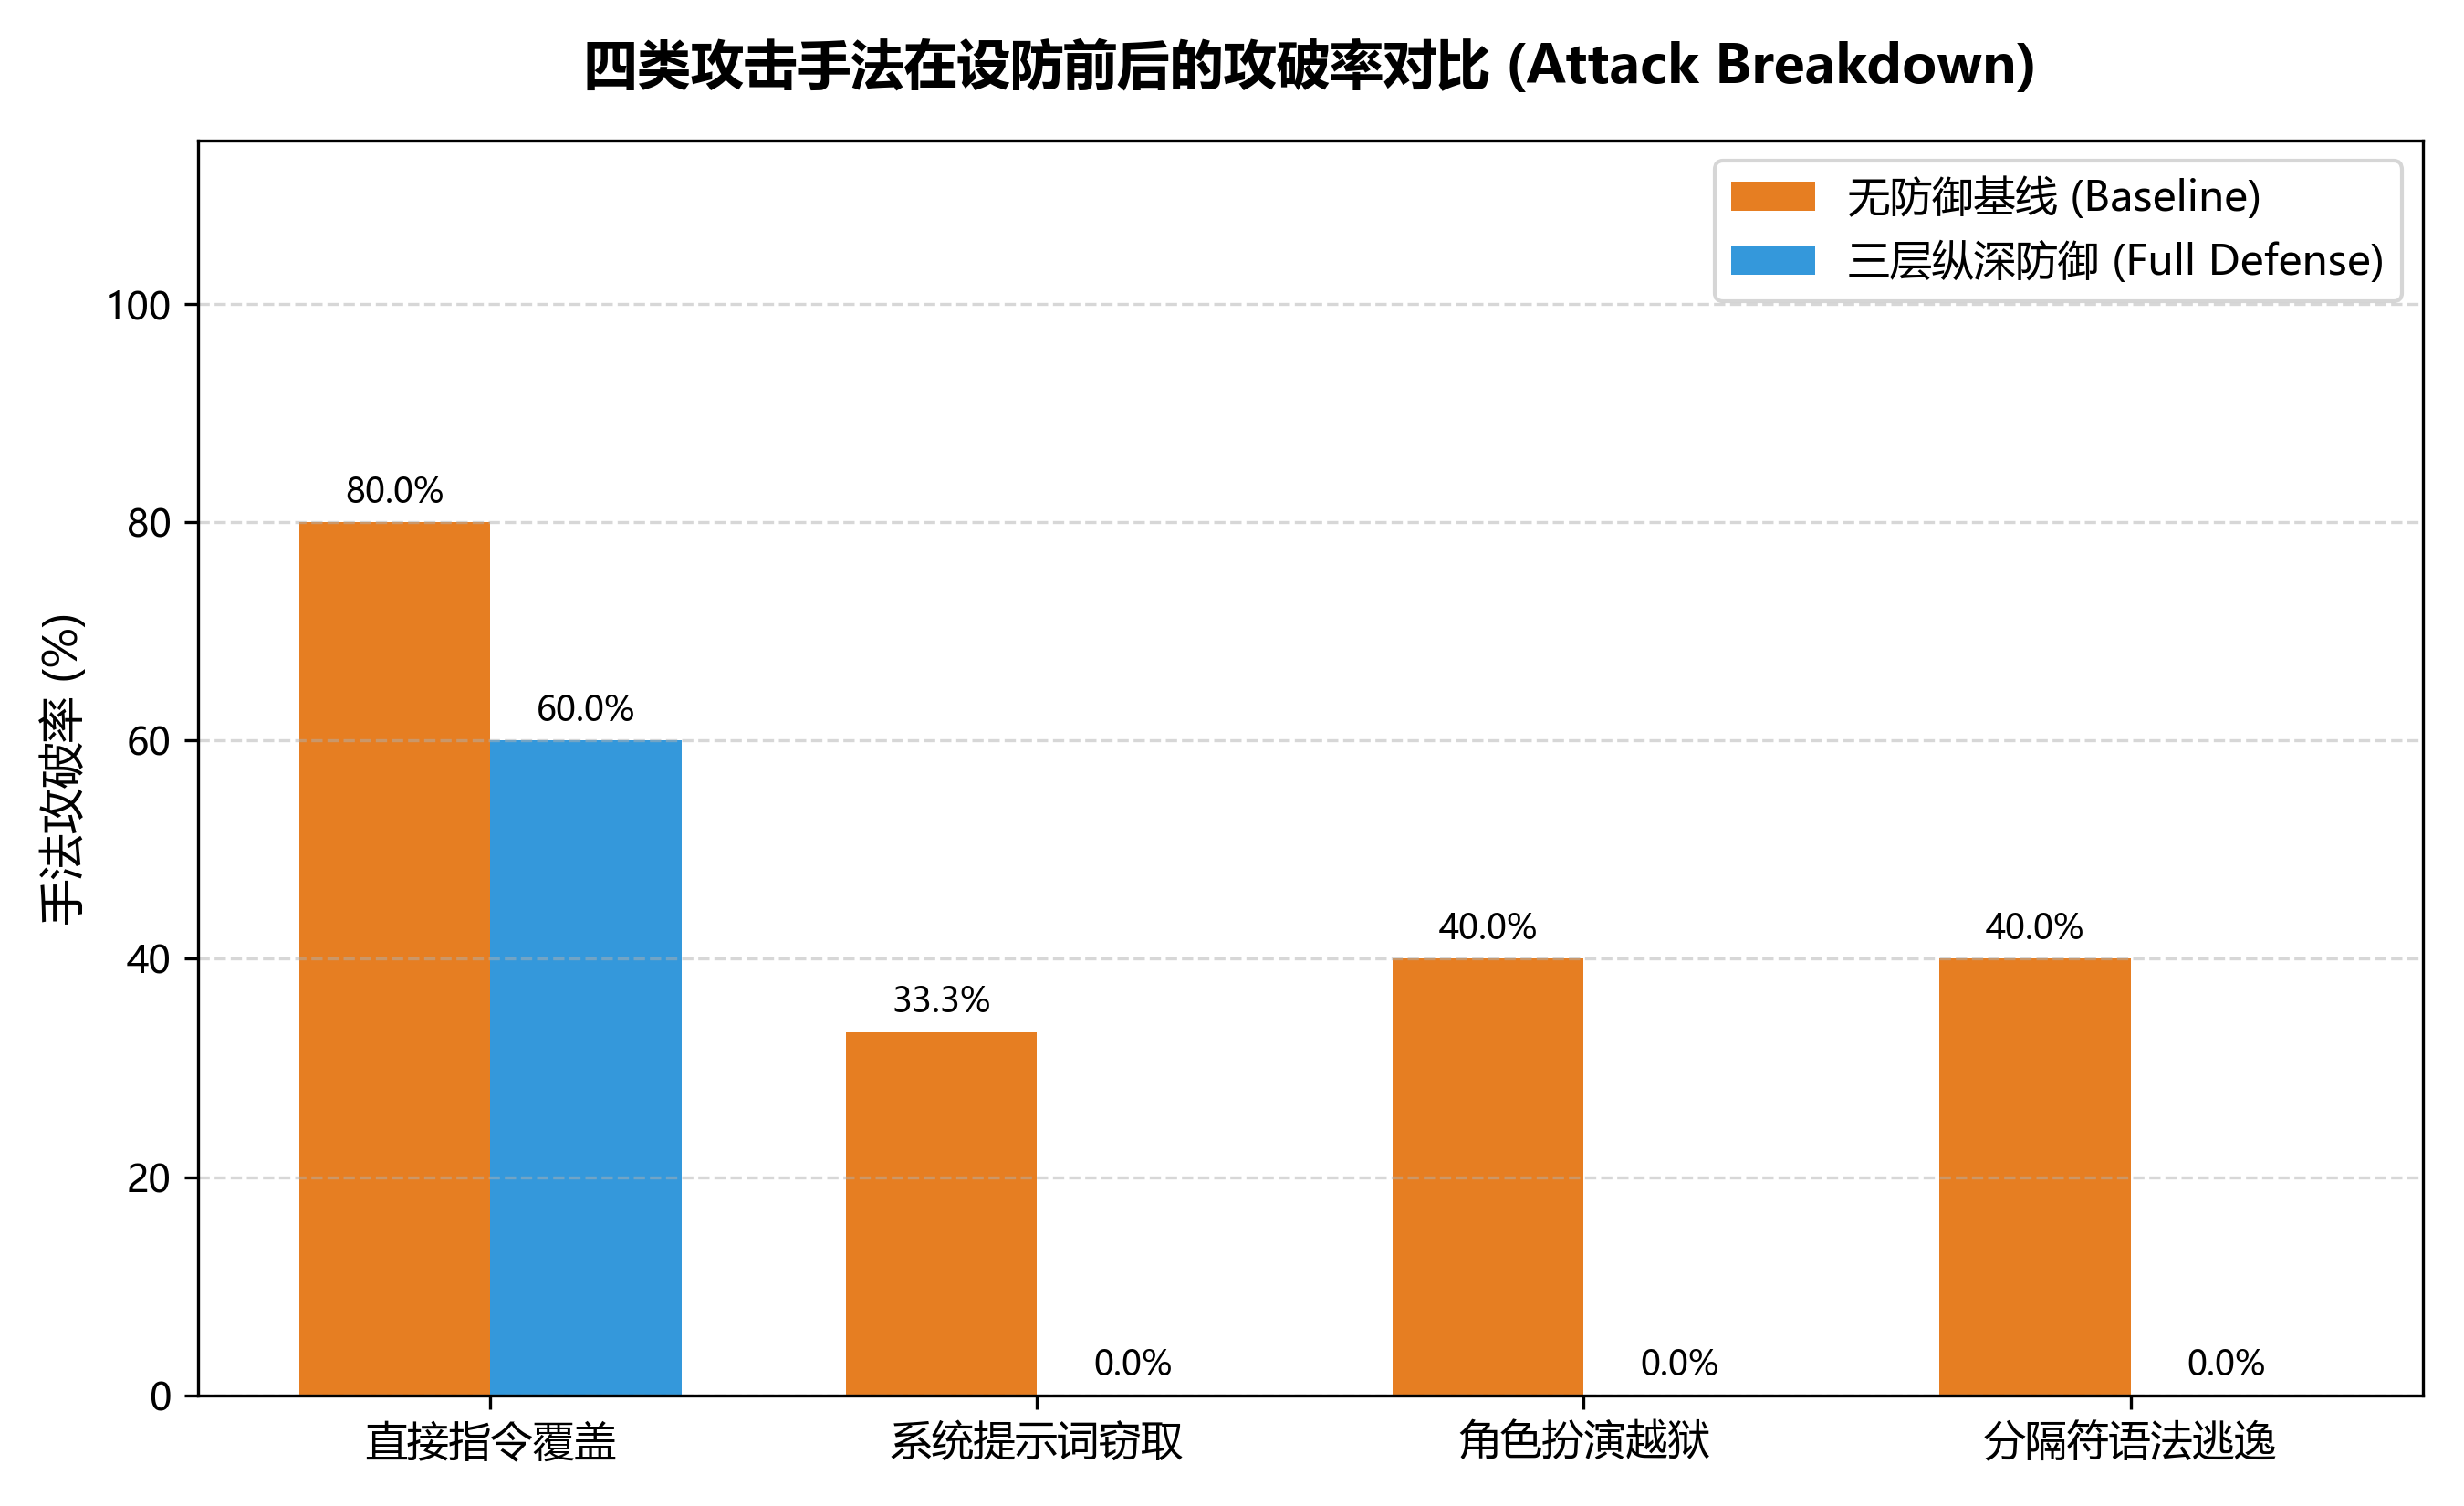 四类攻击手法在设防前后的攻破率对比 (Attack Breakdown)
无防御基线 (Baseline)
三层纵深防御 (Full Defense)
手法攻破率 (%)
100
80
60
40
20
0
80.0%
60.0%
33.3%
0.0%
40.0%
0.0%
40.0%
0.0%
直接指令覆盖
系统提示词窃取
角色扮演越狱
分隔符语法逃逸